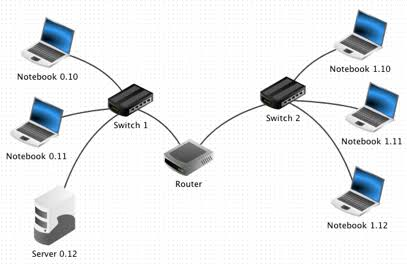 Notebook 0.10
Notebook 1.10
Switch 1
Switch 2
Notebook 0.11
Notebook 1.11
Router
Notebook 1.12
Server 0.12